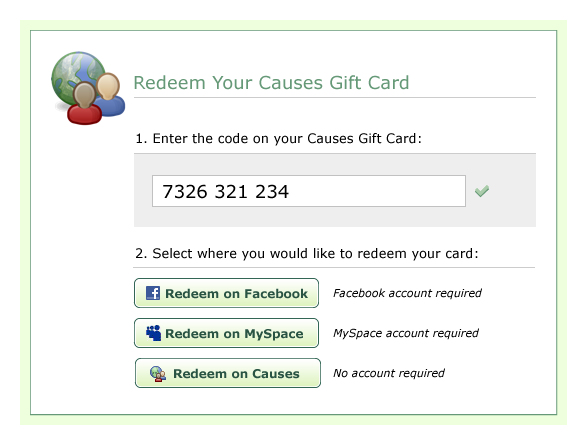 Redeem Your Causes Gift Card
1. Enter the code on your Causes Gift Card:
7326 321 234
2. Select where you would like to redeem your card:
Redeem on Facebook Facebook account required
Redeem on MySpace MySpace account required
Redeem on Causes No account required